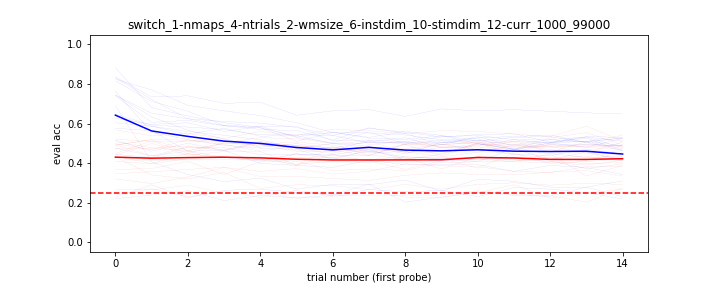 switch_1-nmaps_4-ntrials_2-wmsize_6-instdim_10-stimdim_12-curr_1000_99000
1.0
0.8
0.6
0.4
0.2
0.0
eval acc
0 2 4 6 8 10 12 14
trial number (first probe)